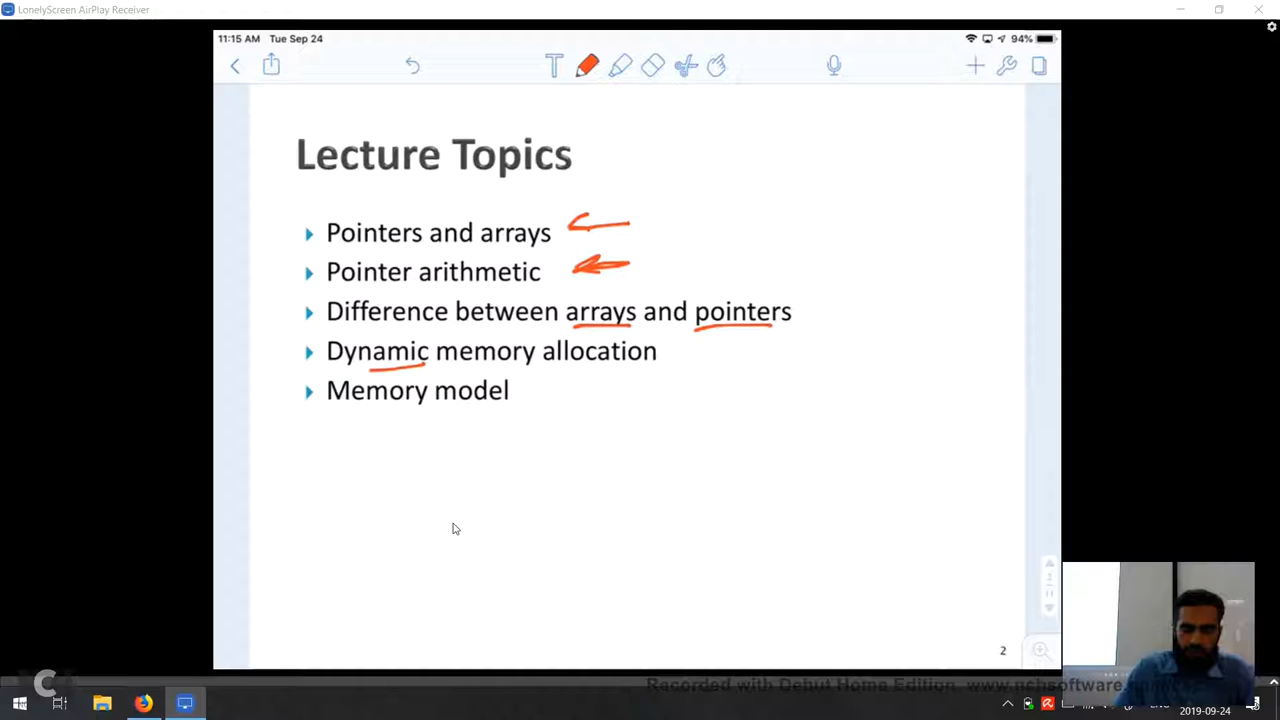 LonelyScreen AirPlay Receiver
11:15 AM Tue Sep 24 94%
T
Lecture Topics
Pointers and arrays
Pointer arithmetic
Difference between arrays and pointers
Dynamic memory allocation
Memory model
2
Recorded with Debut Home Edition. www.nchsoftware.com
2019-09-24